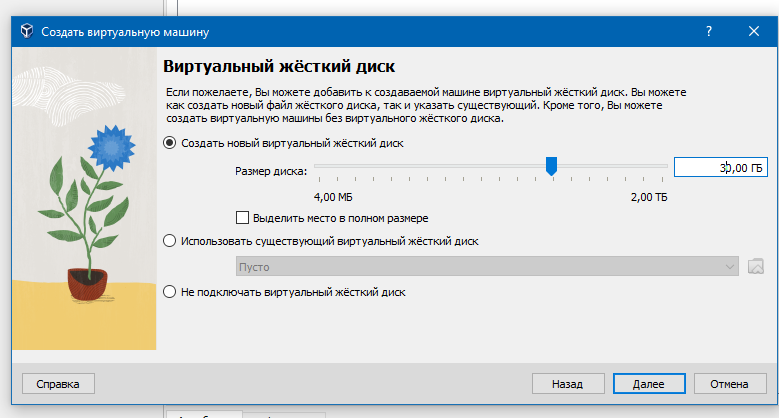 Создать виртуальную машину
?
Виртуальный жёсткий диск
Если пожелаете, Вы можете добавить к создаваемой машине виртуальный жёсткий диск. Вы можете
как создать новый файл жёсткого диска, так и указать существующий. Кроме того, Вы можете
создать виртуальную машины без виртуального жёсткого диска.
Создать новый виртуальный жёсткий диск
Размер диска:
30,00 ГБ
4,00 МБ
2,00 ТБ
Выделить место в полном размере
Использовать существующий виртуальный жёсткий диск
Пусто
Не подключать виртуальный жёсткий диск
Справка
Назад
Далее
Отмена